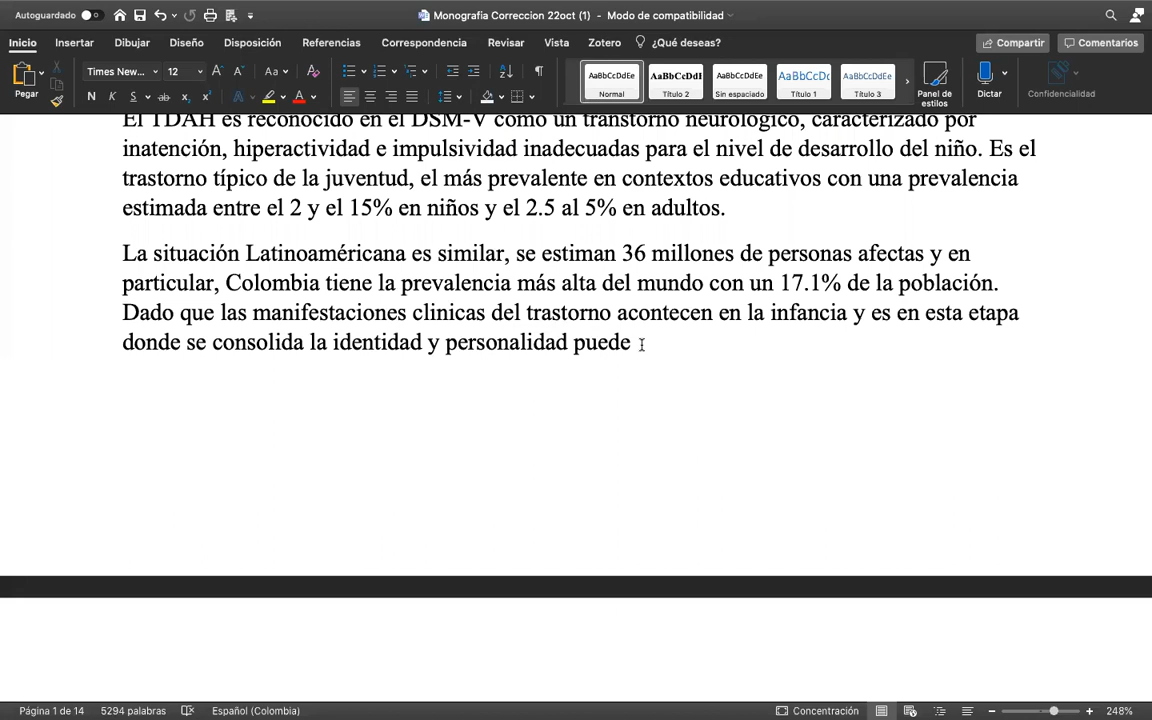 Autoguardado
Monografia Correccion 22oct (1) - Modo de compatibilidad
Inicio Insertar Dibujar Diseño Disposición Referencias Correspondencia Revisar Vista Zotero ¿Qué deseas? Compartir Comentarios
Times New... 12 A A Aa A AaBbCcDdEe AaBbCcDdI AaBbCcDdEe AaBbCcDc AaBbCcDdEe
Pegar N K S ab x₂ x² A A Normal Título 2 Sin espaciado Título 1 Título 3 Panel de estilos Dictar Confidencialidad
El TDAH es reconocido en el DSM-V como un transtorno neurológico, caracterizado por
inatención, hiperactividad e impulsividad inadecuadas para el nivel de desarrollo del niño. Es el
trastorno típico de la juventud, el más prevalente en contextos educativos con una prevalencia
estimada entre el 2 y el 15% en niños y el 2.5 al 5% en adultos.
La situación Latinoaméricana es similar, se estiman 36 millones de personas afectas y en
particular, Colombia tiene la prevalencia más alta del mundo con un 17.1% de la población.
Dado que las manifestaciones clinicas del trastorno acontecen en la infancia y es en esta etapa
donde se consolida la identidad y personalidad puede
Página 1 de 14 5294 palabras Español (Colombia) Concentración 248%